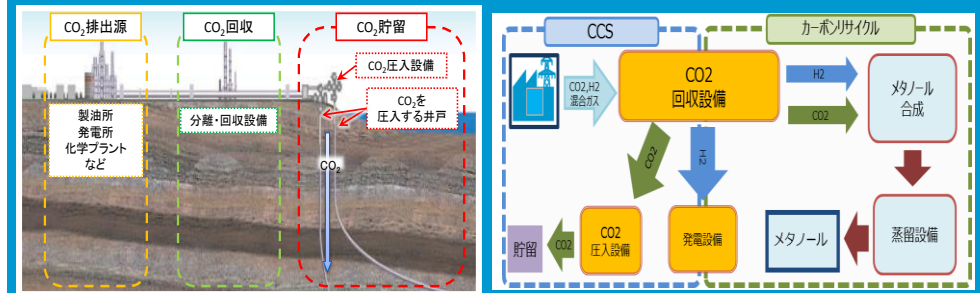 CO2排出源
CO2回収
CO2貯留
CO2圧入設備
CO2を
圧入する井戸
製油所
発電所
化学プラント
など
分離・回収設備
CO2
CCS
カーボンリサイクル
CO2,H2
混合ガス
CO2
回収設備
H2
CO2
メタノール
合成
CO2
H2
貯留
CO2
CO2
圧入設備
発電設備
メタノール
蒸留設備